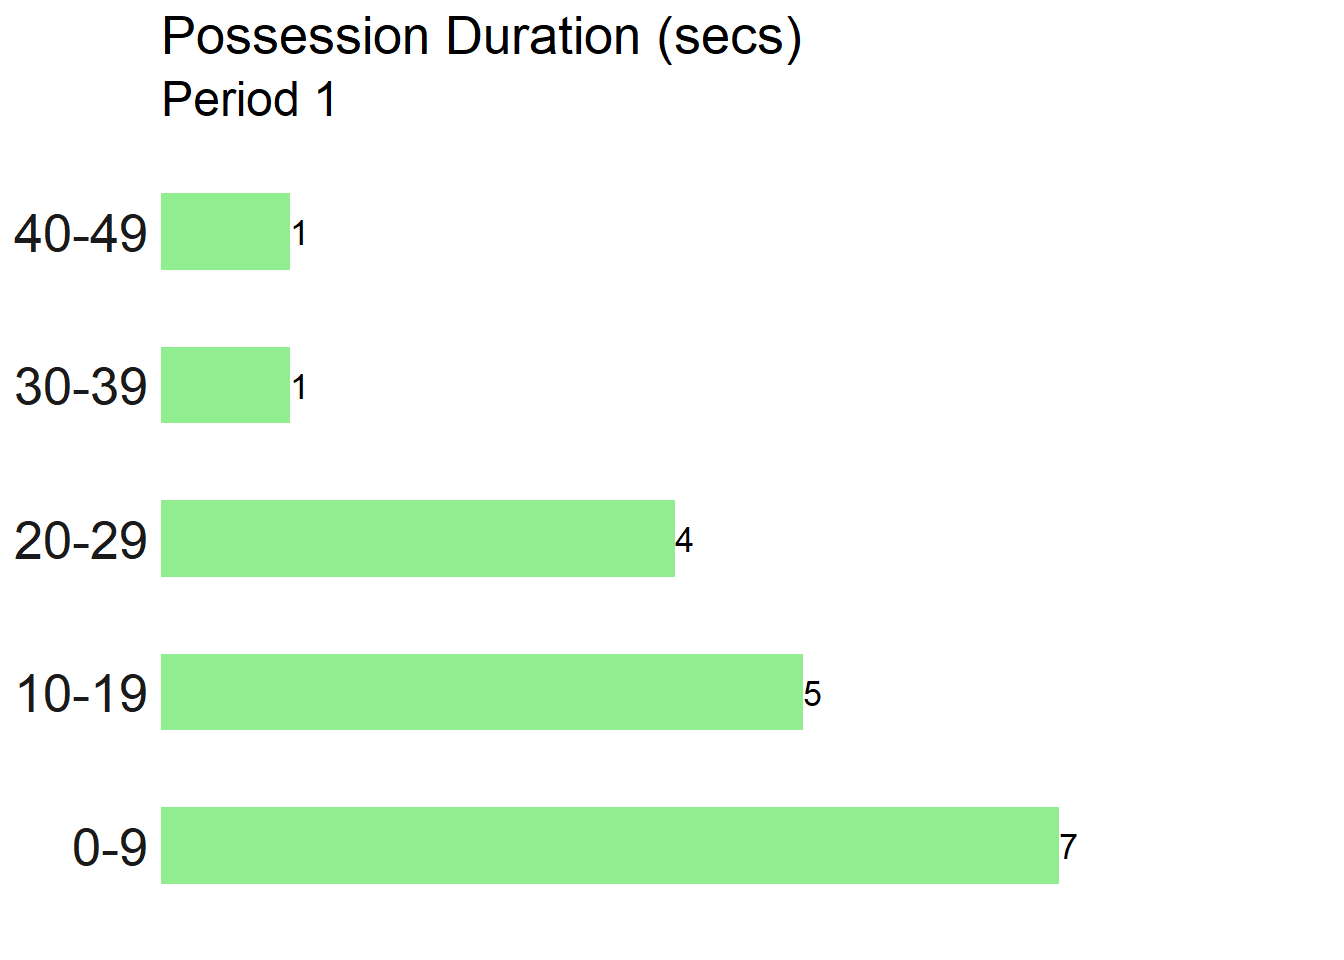 Possession Duration (secs)
Period 1
40-49 1
30-39 1
20-29 4
10-19 5
0-9 7